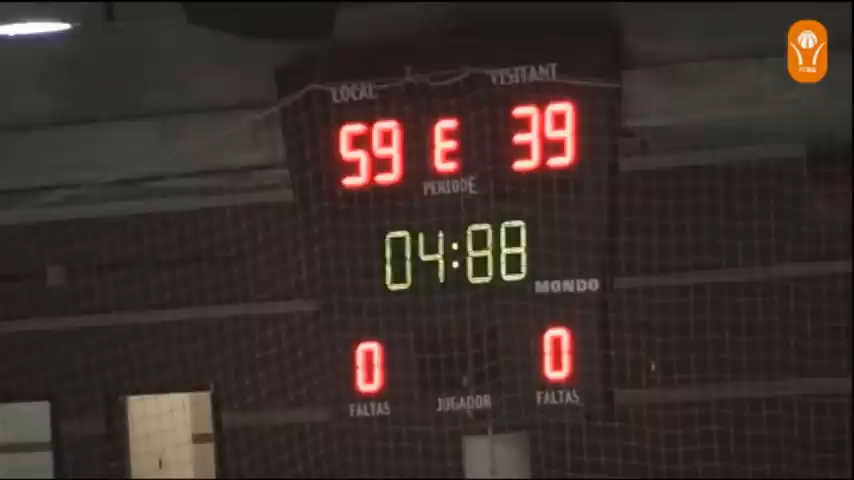 LOCAL VISITANT
59 E 39
PERIODE
04:88
MONDO
0 0
FALTAS JUGADOR FALTAS